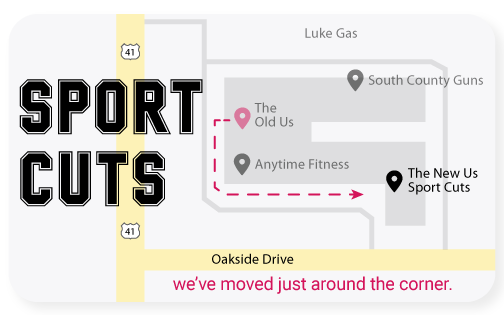 Luke Gas
41
South County Guns
SPORT
CUTS
The
Old Us
Anytime Fitness
The New Us
Sport Cuts
41
Oakside Drive
we've moved just around the corner.